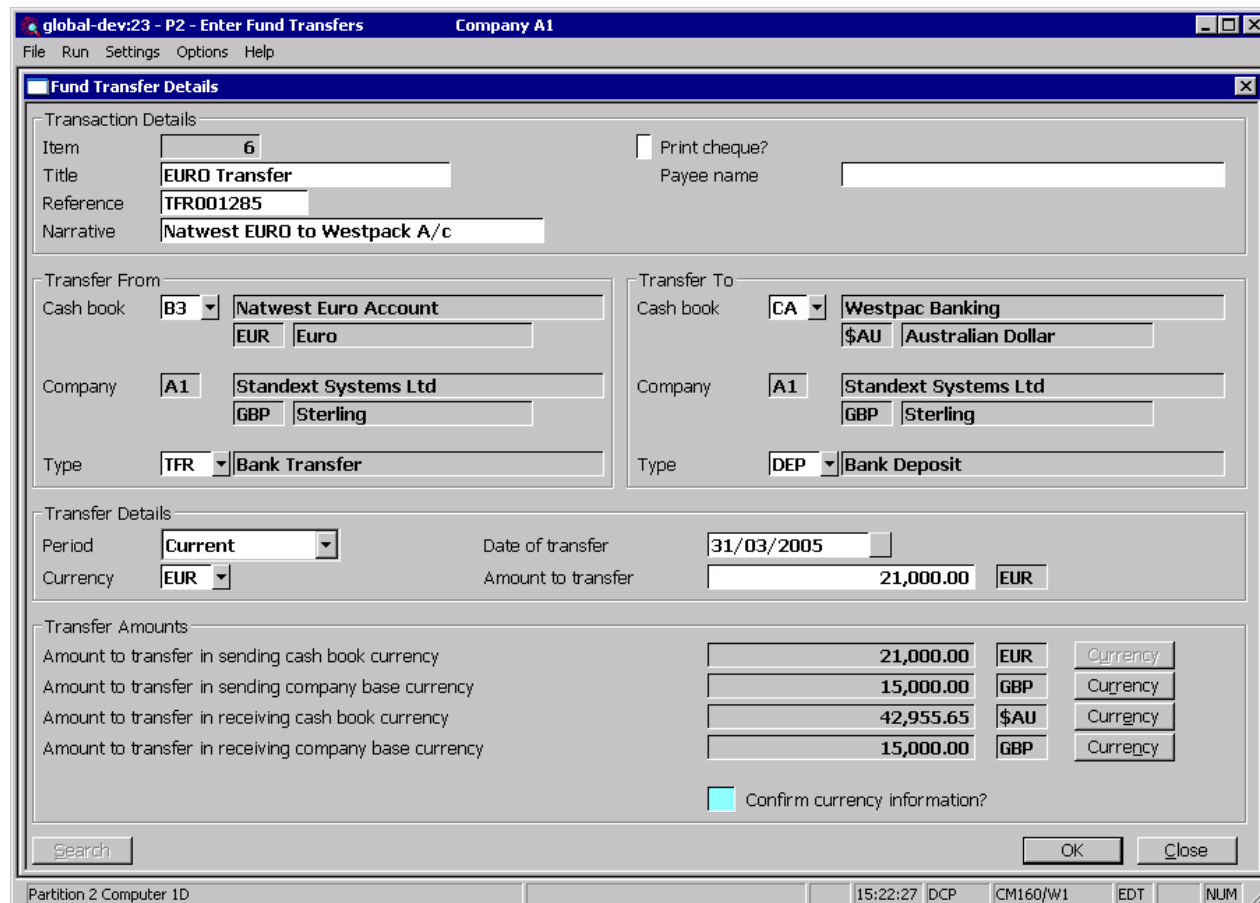 global-dev:23 - P2 - Enter Fund Transfers Company A1
File Run Settings Options Help
Fund Transfer Details
Transaction Details
Item 6 Print cheque?
Title EURO Transfer Payee name
Reference TFR001285
Narrative Natwest EURO to Westpack A/c
Transfer From
Cash book B3 Natwest Euro Account
EUR Euro
Company A1 Standext Systems Ltd
GBP Sterling
Type TFR Bank Transfer
Transfer To
Cash book CA Westpac Banking
$AU Australian Dollar
Company A1 Standext Systems Ltd
GBP Sterling
Type DEP Bank Deposit
Transfer Details
Period Current Date of transfer 31/03/2005
Currency EUR Amount to transfer 21,000.00 EUR
Transfer Amounts
Amount to transfer in sending cash book currency 21,000.00 EUR Currency
Amount to transfer in sending company base currency 15,000.00 GBP Currency
Amount to transfer in receiving cash book currency 42,955.65 $AU Currency
Amount to transfer in receiving company base currency 15,000.00 GBP Currency
Confirm currency information?
Search OK Close
Partition 2 Computer 1D 15:22:27 DCP CM160/W1 EDT NUM